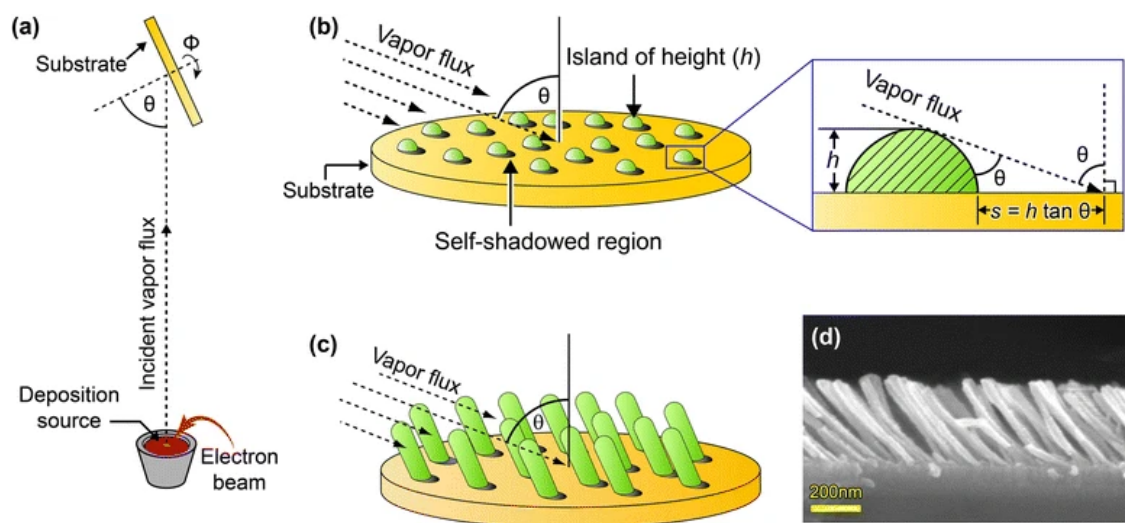 (a)
Φ
Substrate
θ
Incident vapor flux
Deposition
source
Electron
beam
(b)
Vapor flux
Island of height (h)
θ
Substrate
Self-shadowed region
Vapor flux
h
θ
θ
s = h tan θ
(c)
Vapor flux
θ
(d)
200nm